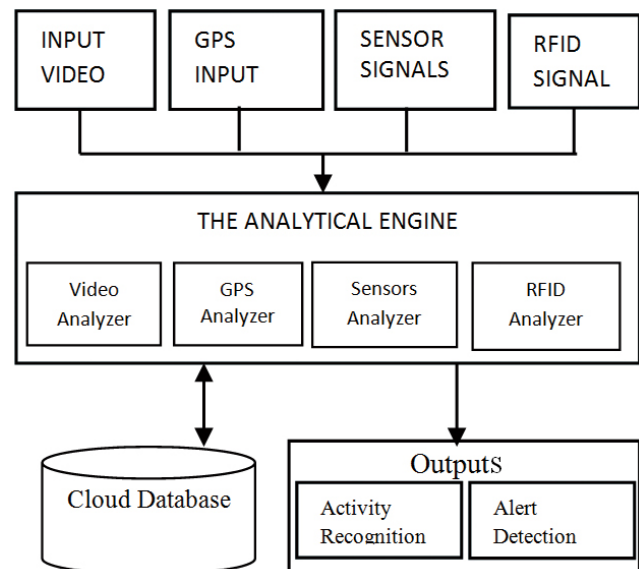 INPUT
VIDEO
GPS
INPUT
SENSOR
SIGNALS
RFID
SIGNAL
THE ANALYTICAL ENGINE
Video
Analyzer
GPS
Analyzer
Sensors
Analyzer
RFID
Analyzer
Cloud Database
Outputs
Activity
Recognition
Alert
Detection